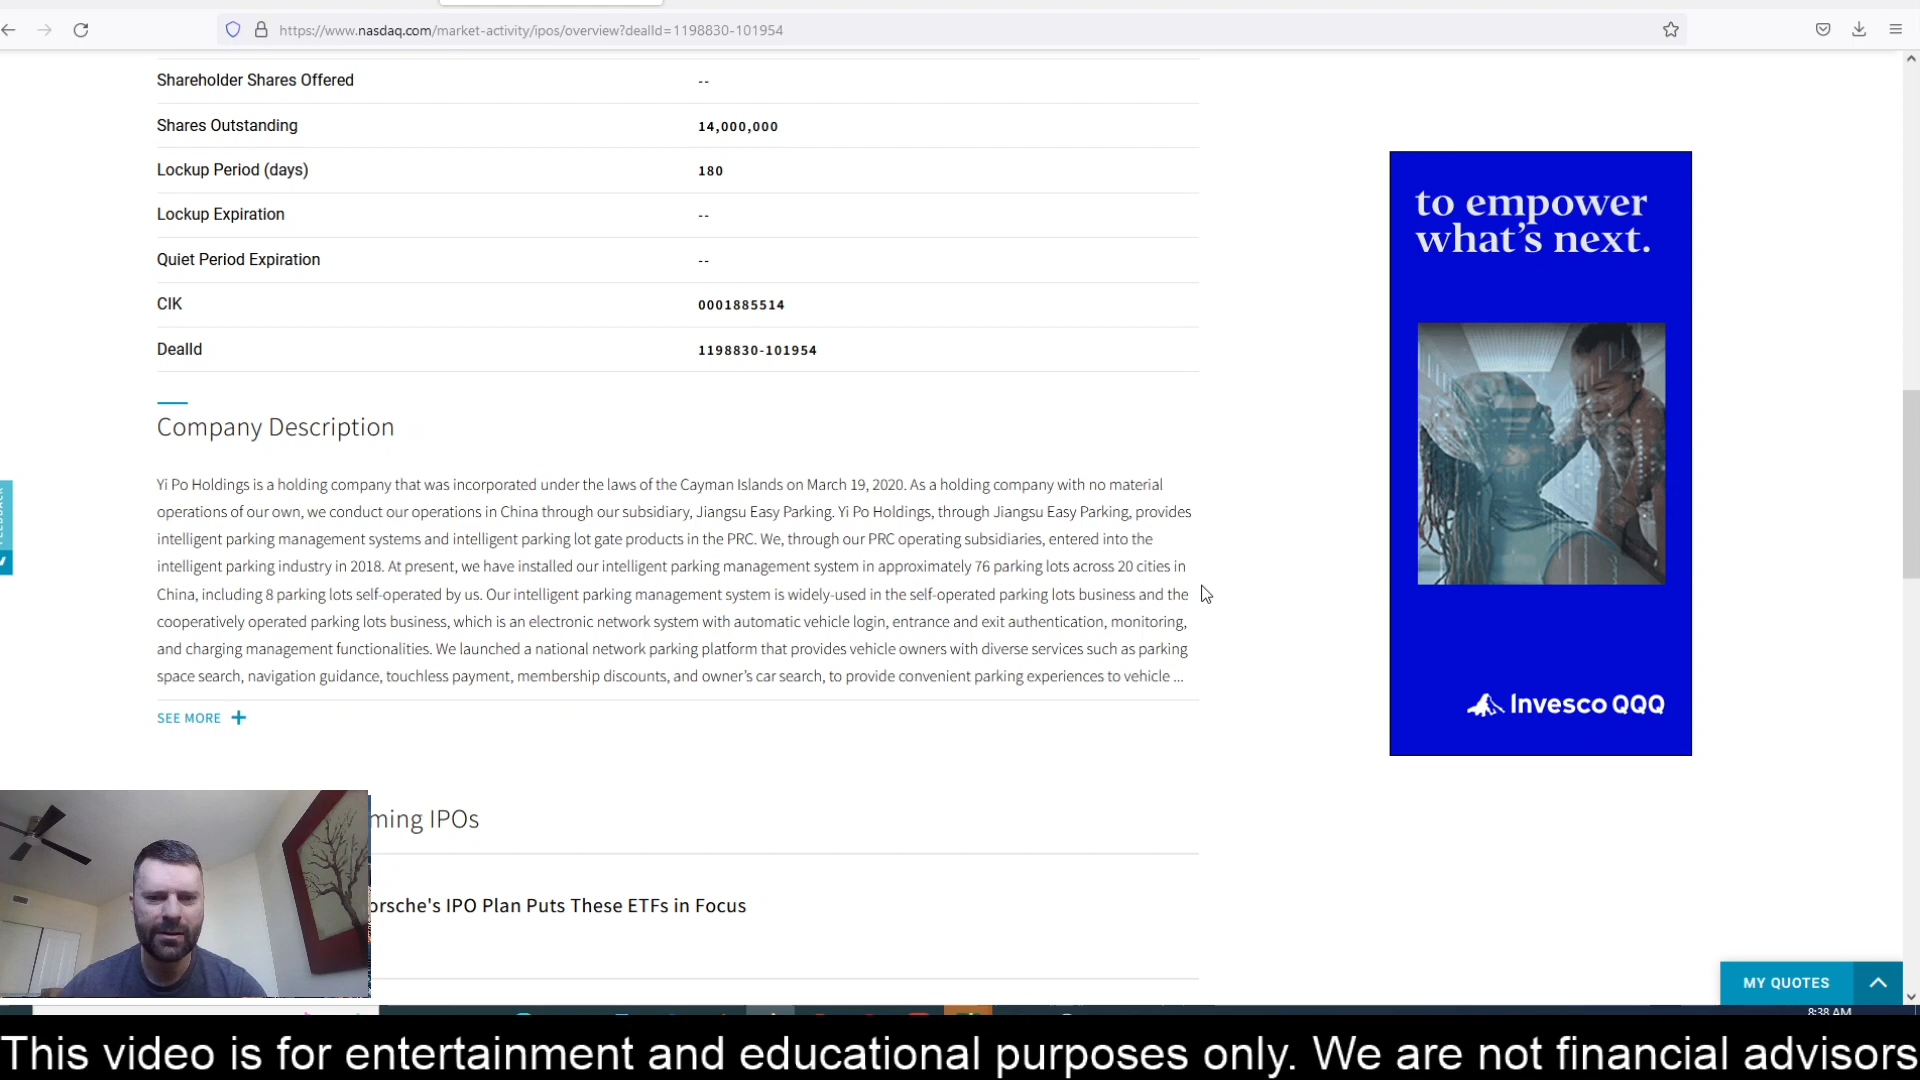 https://www.nasdaq.com/market-activity/ipos/overview?dealId=1198830-101954
Shareholder Shares Offered --
Shares Outstanding 14,000,000
Lockup Period (days) 180
Lockup Expiration --
Quiet Period Expiration --
CIK 0001885514
DealId 1198830-101954
Company Description
Yi Po Holdings is a holding company that was incorporated under the laws of the Cayman Islands on March 19, 2020. As a holding company with no material
operations of our own, we conduct our operations in China through our subsidiary, Jiangsu Easy Parking. Yi Po Holdings, through Jiangsu Easy Parking, provides
intelligent parking management systems and intelligent parking lot gate products in the PRC. We, through our PRC operating subsidiaries, entered into the
intelligent parking industry in 2018. At present, we have installed our intelligent parking management system in approximately 76 parking lots across 20 cities in
China, including 8 parking lots self-operated by us. Our intelligent parking management system is widely-used in the self-operated parking lots business and the
cooperatively operated parking lots business, which is an electronic network system with automatic vehicle login, entrance and exit authentication, monitoring,
and charging management functionalities. We launched a national network parking platform that provides vehicle owners with diverse services such as parking
space search, navigation guidance, touchless payment, membership discounts, and owner's car search, to provide convenient parking experiences to vehicle ...
SEE MORE +
ming IPOs
orsche's IPO Plan Puts These ETFs in Focus
to empower
what's next.
Invesco QQQ
MY QUOTES
8:38 AM
This video is for entertainment and educational purposes only. We are not financial advisors